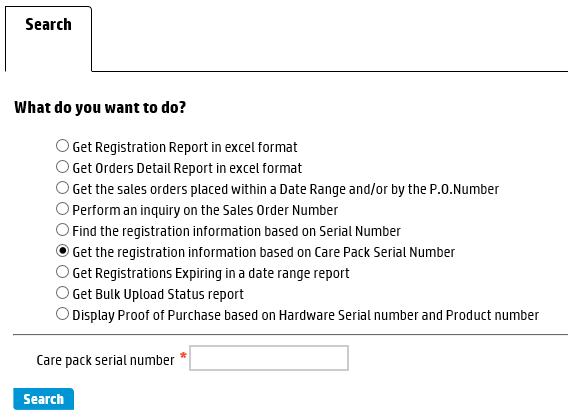 Search
What do you want to do?
Get Registration Report in excel format
Get Orders Detail Report in excel format
Get the sales orders placed within a Date Range and/or by the P.O.Number
Perform an inquiry on the Sales Order Number
Find the registration information based on Serial Number
Get the registration information based on Care Pack Serial Number
Get Registrations Expiring in a date range report
Get Bulk Upload Status report
Display Proof of Purchase based on Hardware Serial number and Product number
Care pack serial number *
Search